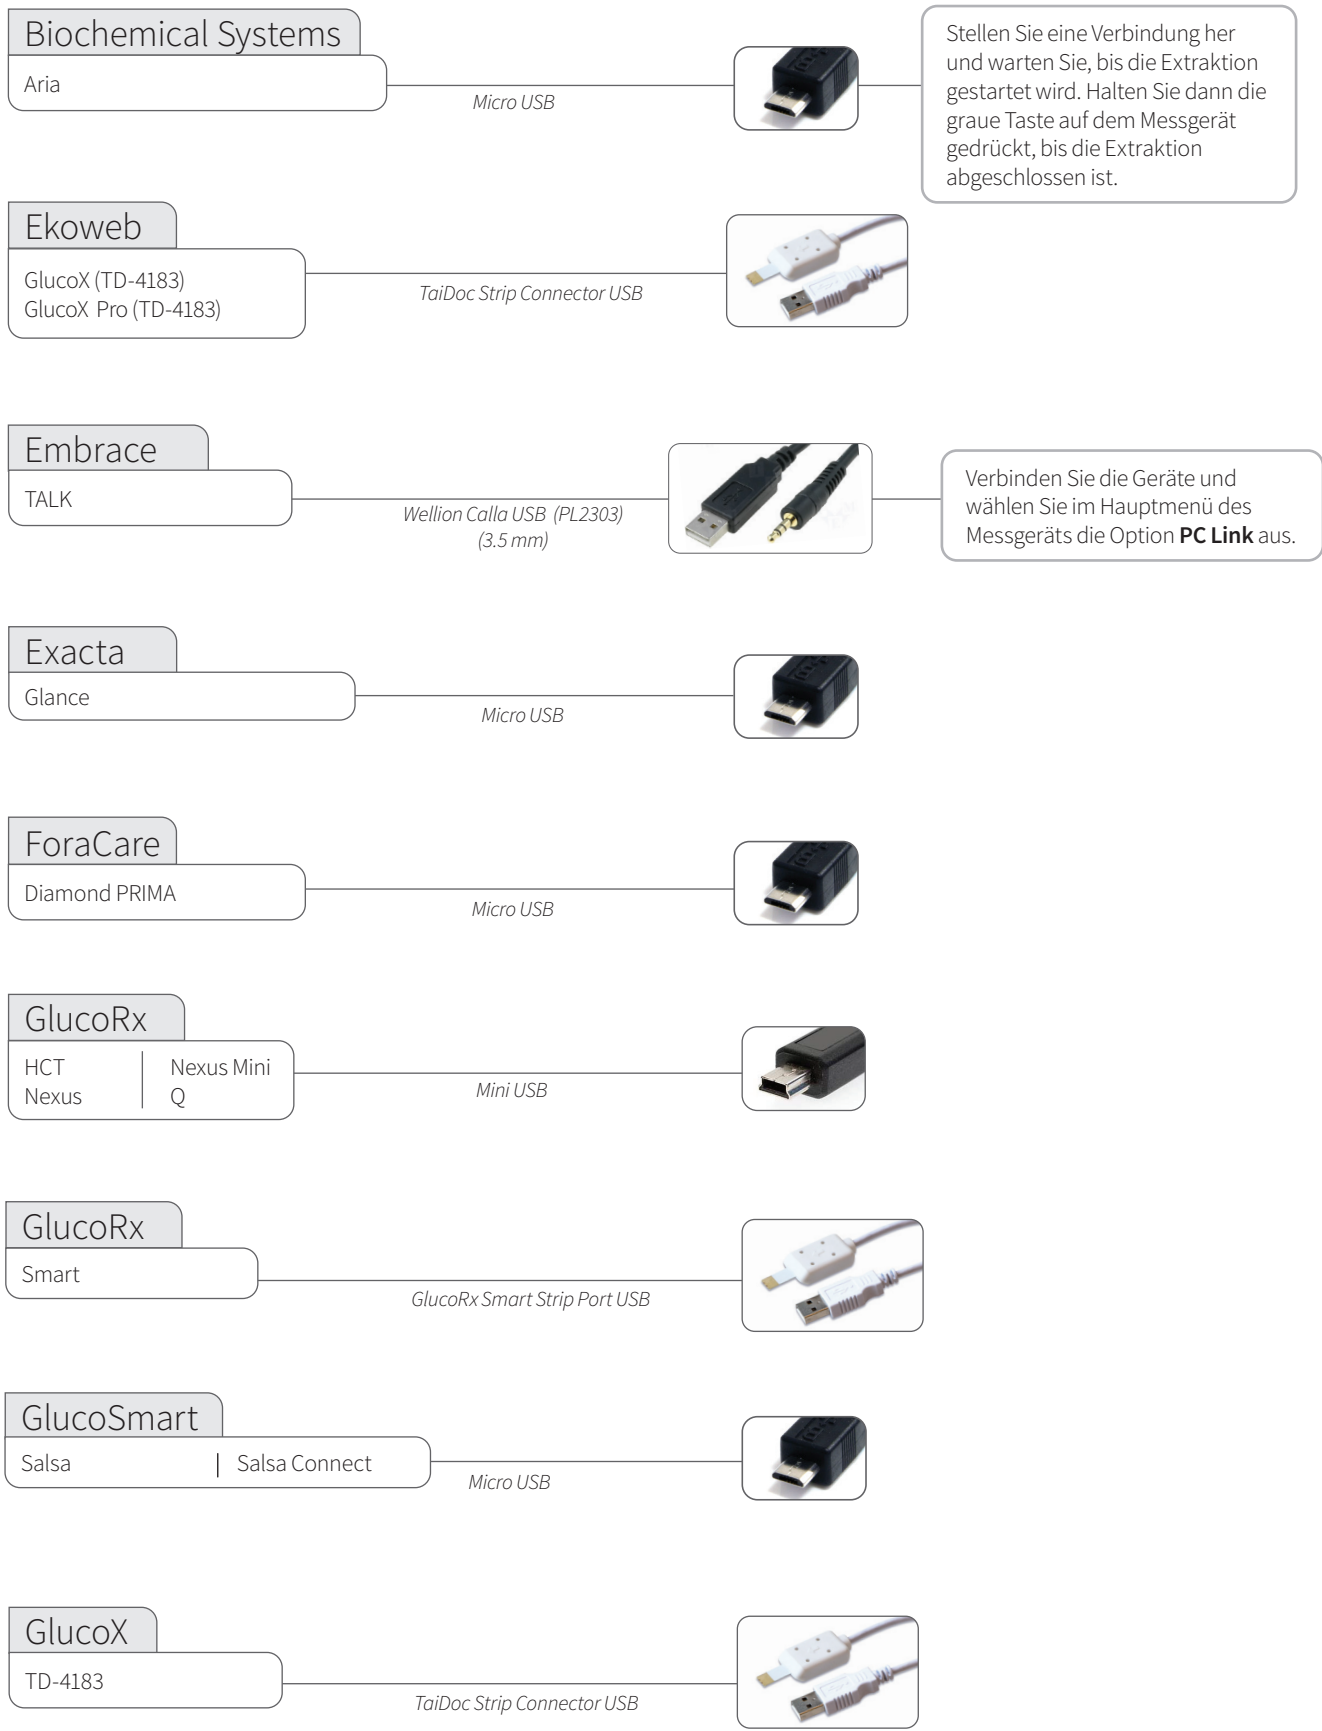 Biochemical Systems
Aria
Micro USB
Stellen Sie eine Verbindung her
und warten Sie, bis die Extraktion
gestartet wird. Halten Sie dann die
graue Taste auf dem Messgerät
gedrückt, bis die Extraktion
abgeschlossen ist.
Ekoweb
GlucoX (TD-4183)
GlucoX Pro (TD-4183)
TaiDoc Strip Connector USB
Embrace
TALK
Wellion Calla USB (PL2303)
(3.5 mm)
Verbinden Sie die Geräte und
wählen Sie im Hauptmenü des
Messgeräts die Option PC Link aus.
Exacta
Glance
Micro USB
ForaCare
Diamond PRIMA
Micro USB
GlucoRx
HCT | Nexus Mini
Nexus | Q
Mini USB
GlucoRx
Smart
GlucoRx Smart Strip Port USB
GlucoSmart
Salsa | Salsa Connect
Micro USB
GlucoX
TD-4183
TaiDoc Strip Connector USB